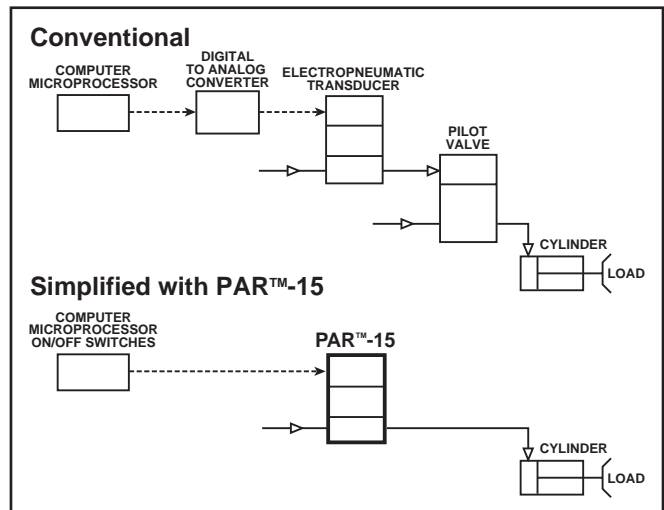 Conventional
COMPUTER
MICROPROCESSOR
DIGITAL
TO ANALOG
CONVERTER
ELECTROPNEUMATIC
TRANSDUCER
PILOT
VALVE
CYLINDER
LOAD
Simplified with PAR™-15
COMPUTER
MICROPROCESSOR
ON/OFF SWITCHES
PAR™-15
CYLINDER
LOAD